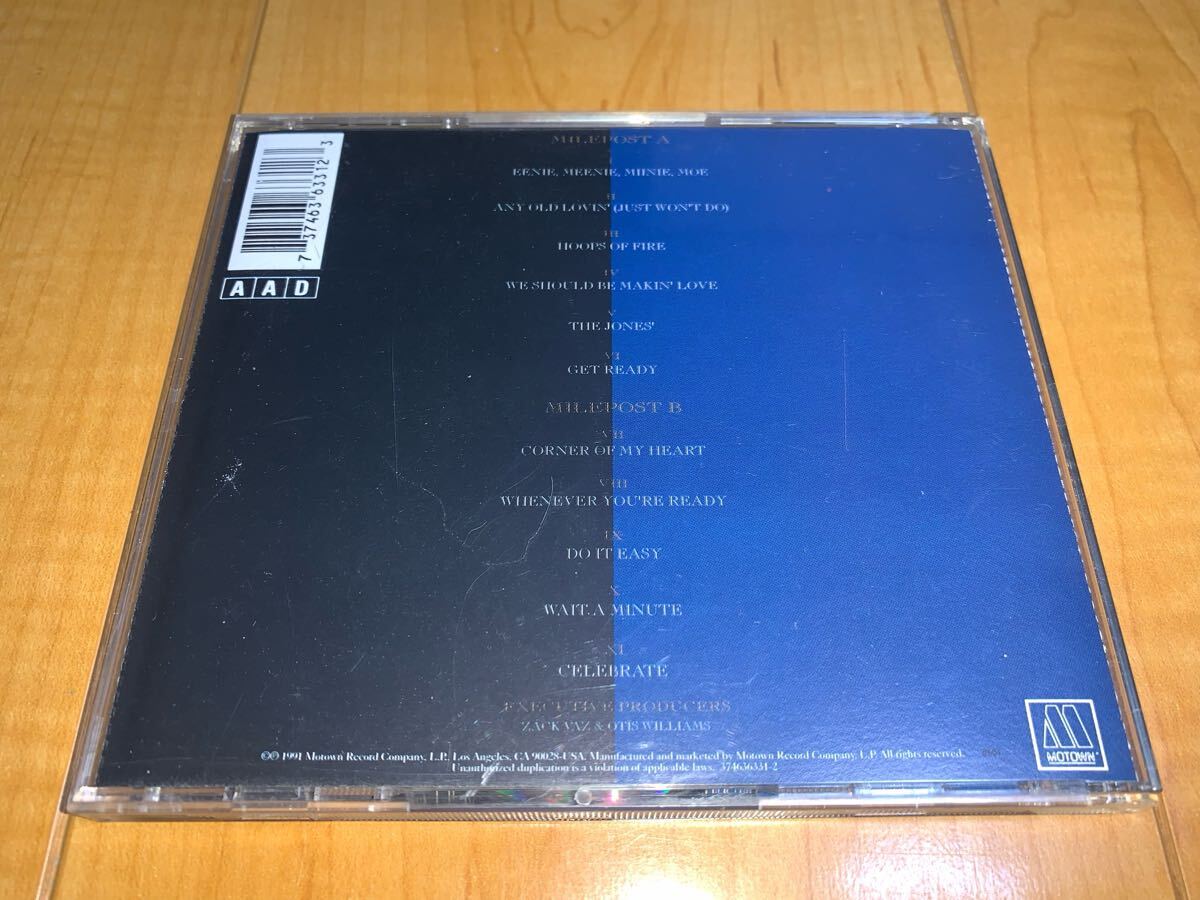 MILEPOST A
EENIE, MEENIE, MIINIE, MOE
II
ANY OLD LOVIN' (JUST WON'T DO)
III
HOOPS OF FIRE
IV
WE SHOULD BE MAKIN' LOVE
V
THE JONES'
VI
GET READY
MILEPOST B
VII
CORNER OF MY HEART
VIII
WHENEVER YOU'RE READY
IX
DO IT EASY
X
WAIT A MINUTE
XI
CELEBRATE
EXECUTIVE PRODUCERS
ZACK VAZ & OTIS WILLIAMS
©℗ 1991 Motown Record Company, L.P., Los Angeles, CA 90028-USA. Manufactured and marketed by Motown Record Company, L.P. All rights reserved.
Unauthorized duplication is a violation of applicable laws. 374636331-2
7 37463 63312 3
AAD
MOTOWN